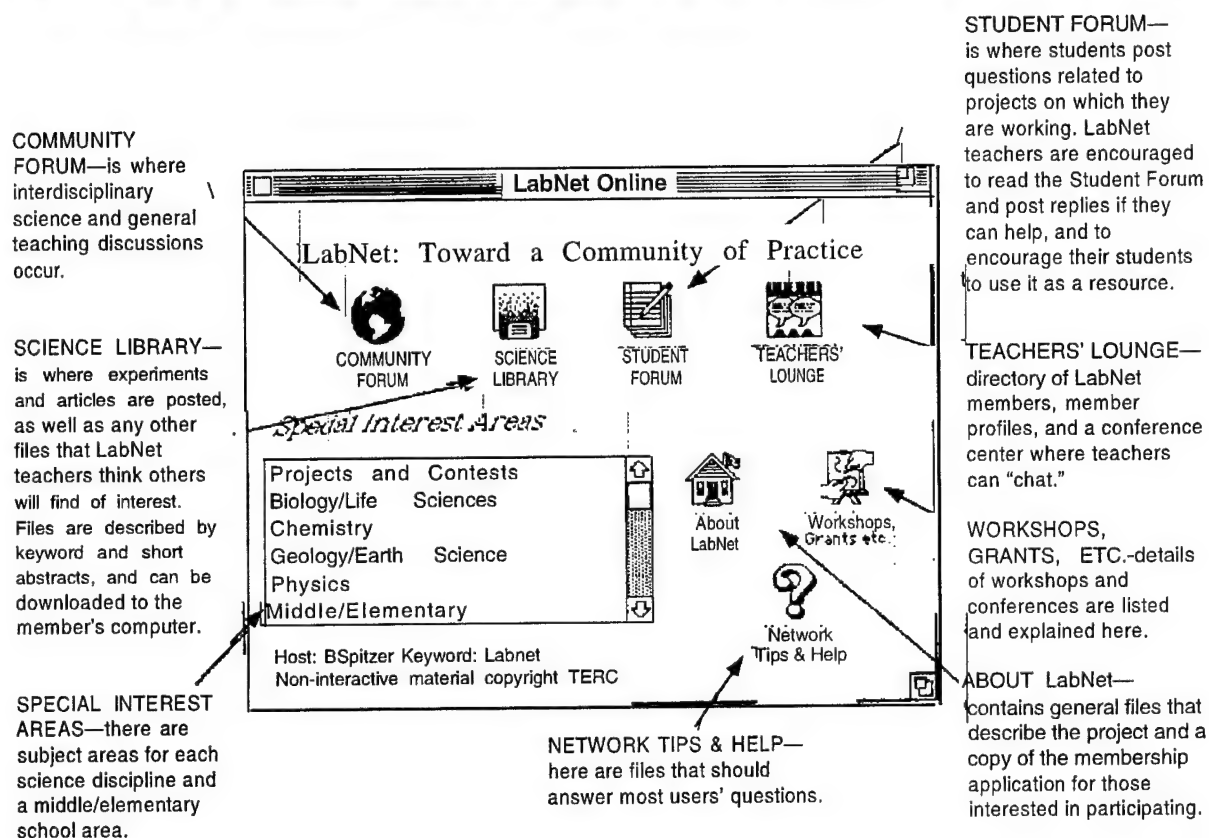 COMMUNITY
FORUM—is where
interdisciplinary
science and general
teaching discussions
occur.
SCIENCE LIBRARY—
is where experiments
and articles are posted,
as well as any other
files that LabNet
teachers think others
will find of interest.
Files are described by
keyword and short
abstracts, and can be
downloaded to the
member's computer.
SPECIAL INTEREST
AREAS—there are
subject areas for each
science discipline and
a middle/elementary
school area.
LabNet Online
LabNet: Toward a Community of Practice
COMMUNITY
FORUM
SCIENCE
LIBRARY
STUDENT
FORUM
TEACHERS'
LOUNGE
Special Interest Areas
Projects and Contests
Biology/Life Sciences
Chemistry
Geology/Earth Science
Physics
Middle/Elementary
About
LabNet
Workshops,
Grants etc.
Network
Tips & Help
Host: BSpitzer Keyword: Labnet
Non-interactive material copyright TERC
NETWORK TIPS & HELP—
here are files that should
answer most users' questions.
STUDENT FORUM—
is where students post
questions related to
projects on which they
are working. LabNet
teachers are encouraged
to read the Student Forum
and post replies if they
can help, and to
encourage their students
to use it as a resource.
TEACHERS' LOUNGE—
directory of LabNet
members, member
profiles, and a conference
center where teachers
can "chat."
WORKSHOPS,
GRANTS, ETC.-details
of workshops and
conferences are listed
and explained here.
ABOUT LabNet—
contains general files that
describe the project and a
copy of the membership
application for those
interested in participating.